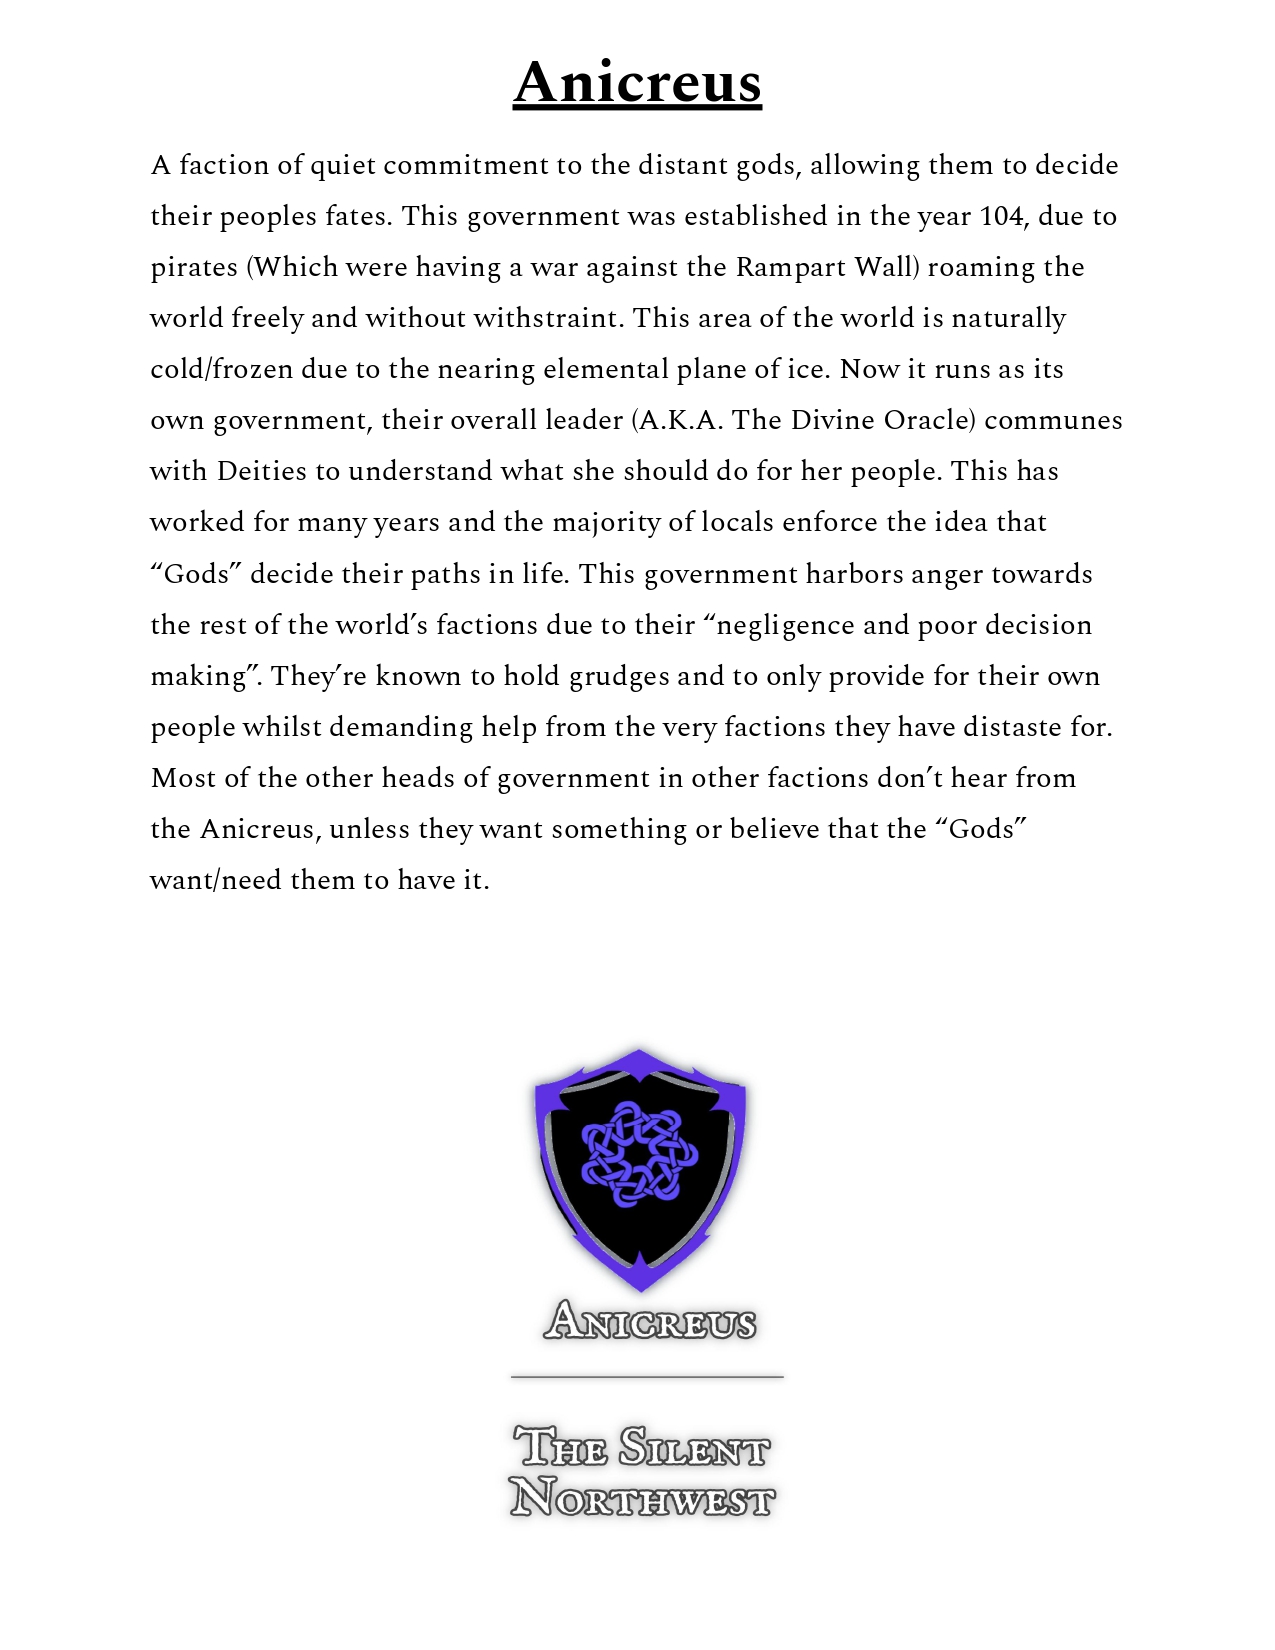 Anicreus
A faction of quiet commitment to the distant gods, allowing them to decide
their peoples fates. This government was established in the year 104, due to
pirates (Which were having a war against the Rampart Wall) roaming the
world freely and without withstraint. This area of the world is naturally
cold/frozen due to the nearing elemental plane of ice. Now it runs as its
own government, their overall leader (A.K.A. The Divine Oracle) communes
with Deities to understand what she should do for her people. This has
worked for many years and the majority of locals enforce the idea that
“Gods” decide their paths in life. This government harbors anger towards
the rest of the world’s factions due to their “negligence and poor decision
making”. They’re known to hold grudges and to only provide for their own
people whilst demanding help from the very factions they have distaste for.
Most of the other heads of government in other factions don’t hear from
the Anicreus, unless they want something or believe that the “Gods”
want/need them to have it.
Anicreus
The Silent
Northwest